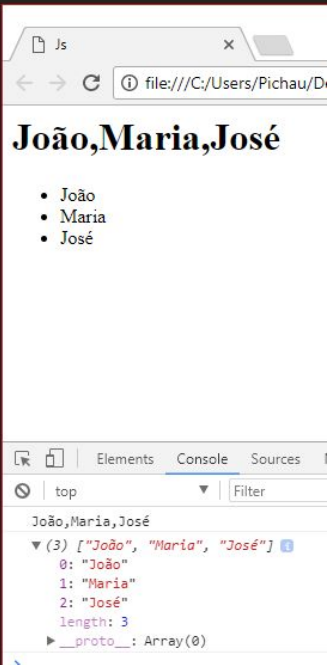 Js
file:///C:/Users/Pichau/De
João,Maria,José
João
Maria
José
Elements Console Sources
top Filter
João,Maria,José
(3) ["João", "Maria", "José"]
0: "João"
1: "Maria"
2: "José"
length: 3
__proto__: Array(0)